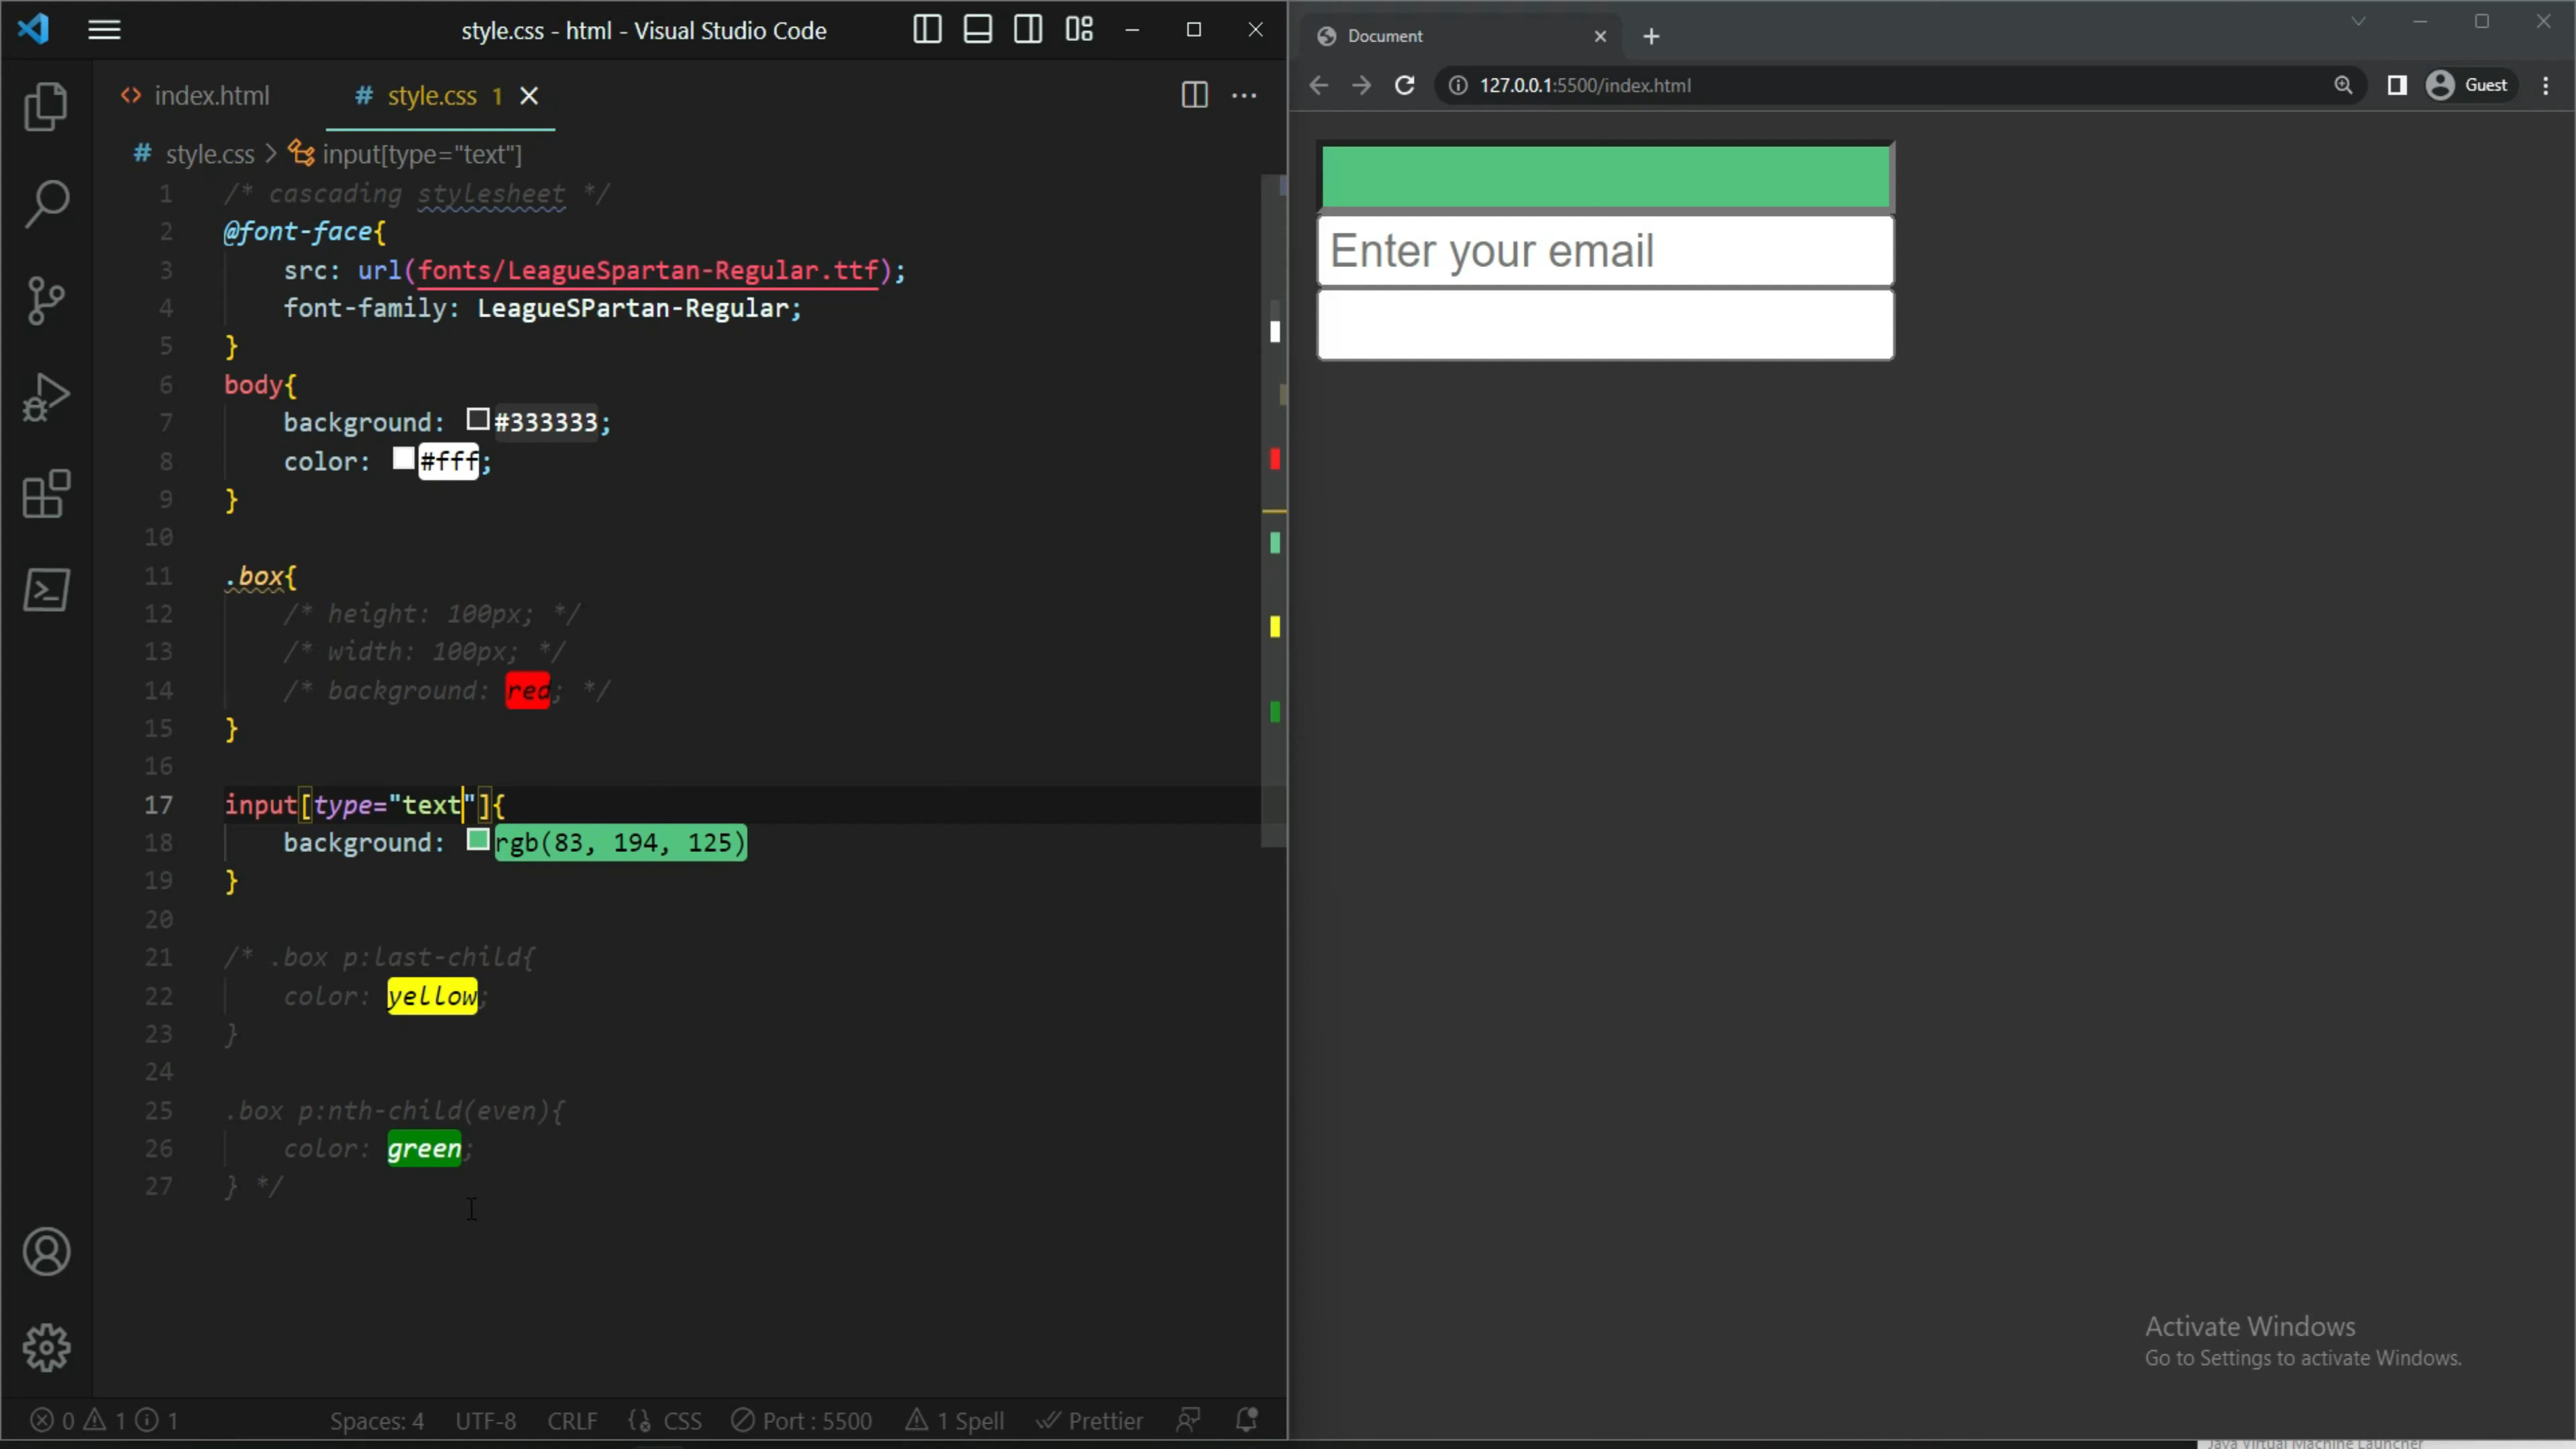 style.css - html - Visual Studio Code
index.html
# style.css 1
# style.css > input[type="text"]
1 /* cascading stylesheet */
2 @font-face{
3 src: url(fonts/LeagueSpartan-Regular.ttf);
4 font-family: LeagueSPartan-Regular;
5 }
6 body{
7 background: #333333;
8 color: #fff;
9 }
10
11 .box{
12 /* height: 100px; */
13 /* width: 100px; */
14 /* background: red; */
15 }
16
17 input[type="text"]{
18 background: rgb(83, 194, 125)
19 }
20
21 /* .box p:last-child{
22 color: yellow;
23 }
24
25 .box p:nth-child(even){
26 color: green;
27 } */
0 1 1 Spaces: 4 UTF-8 CRLF CSS Port : 5500 1 Spell Prettier
Document
127.0.0.1:5500/index.html
Guest
Enter your email
Activate Windows
Go to Settings to activate Windows.
Java Virtual Machine Launcher